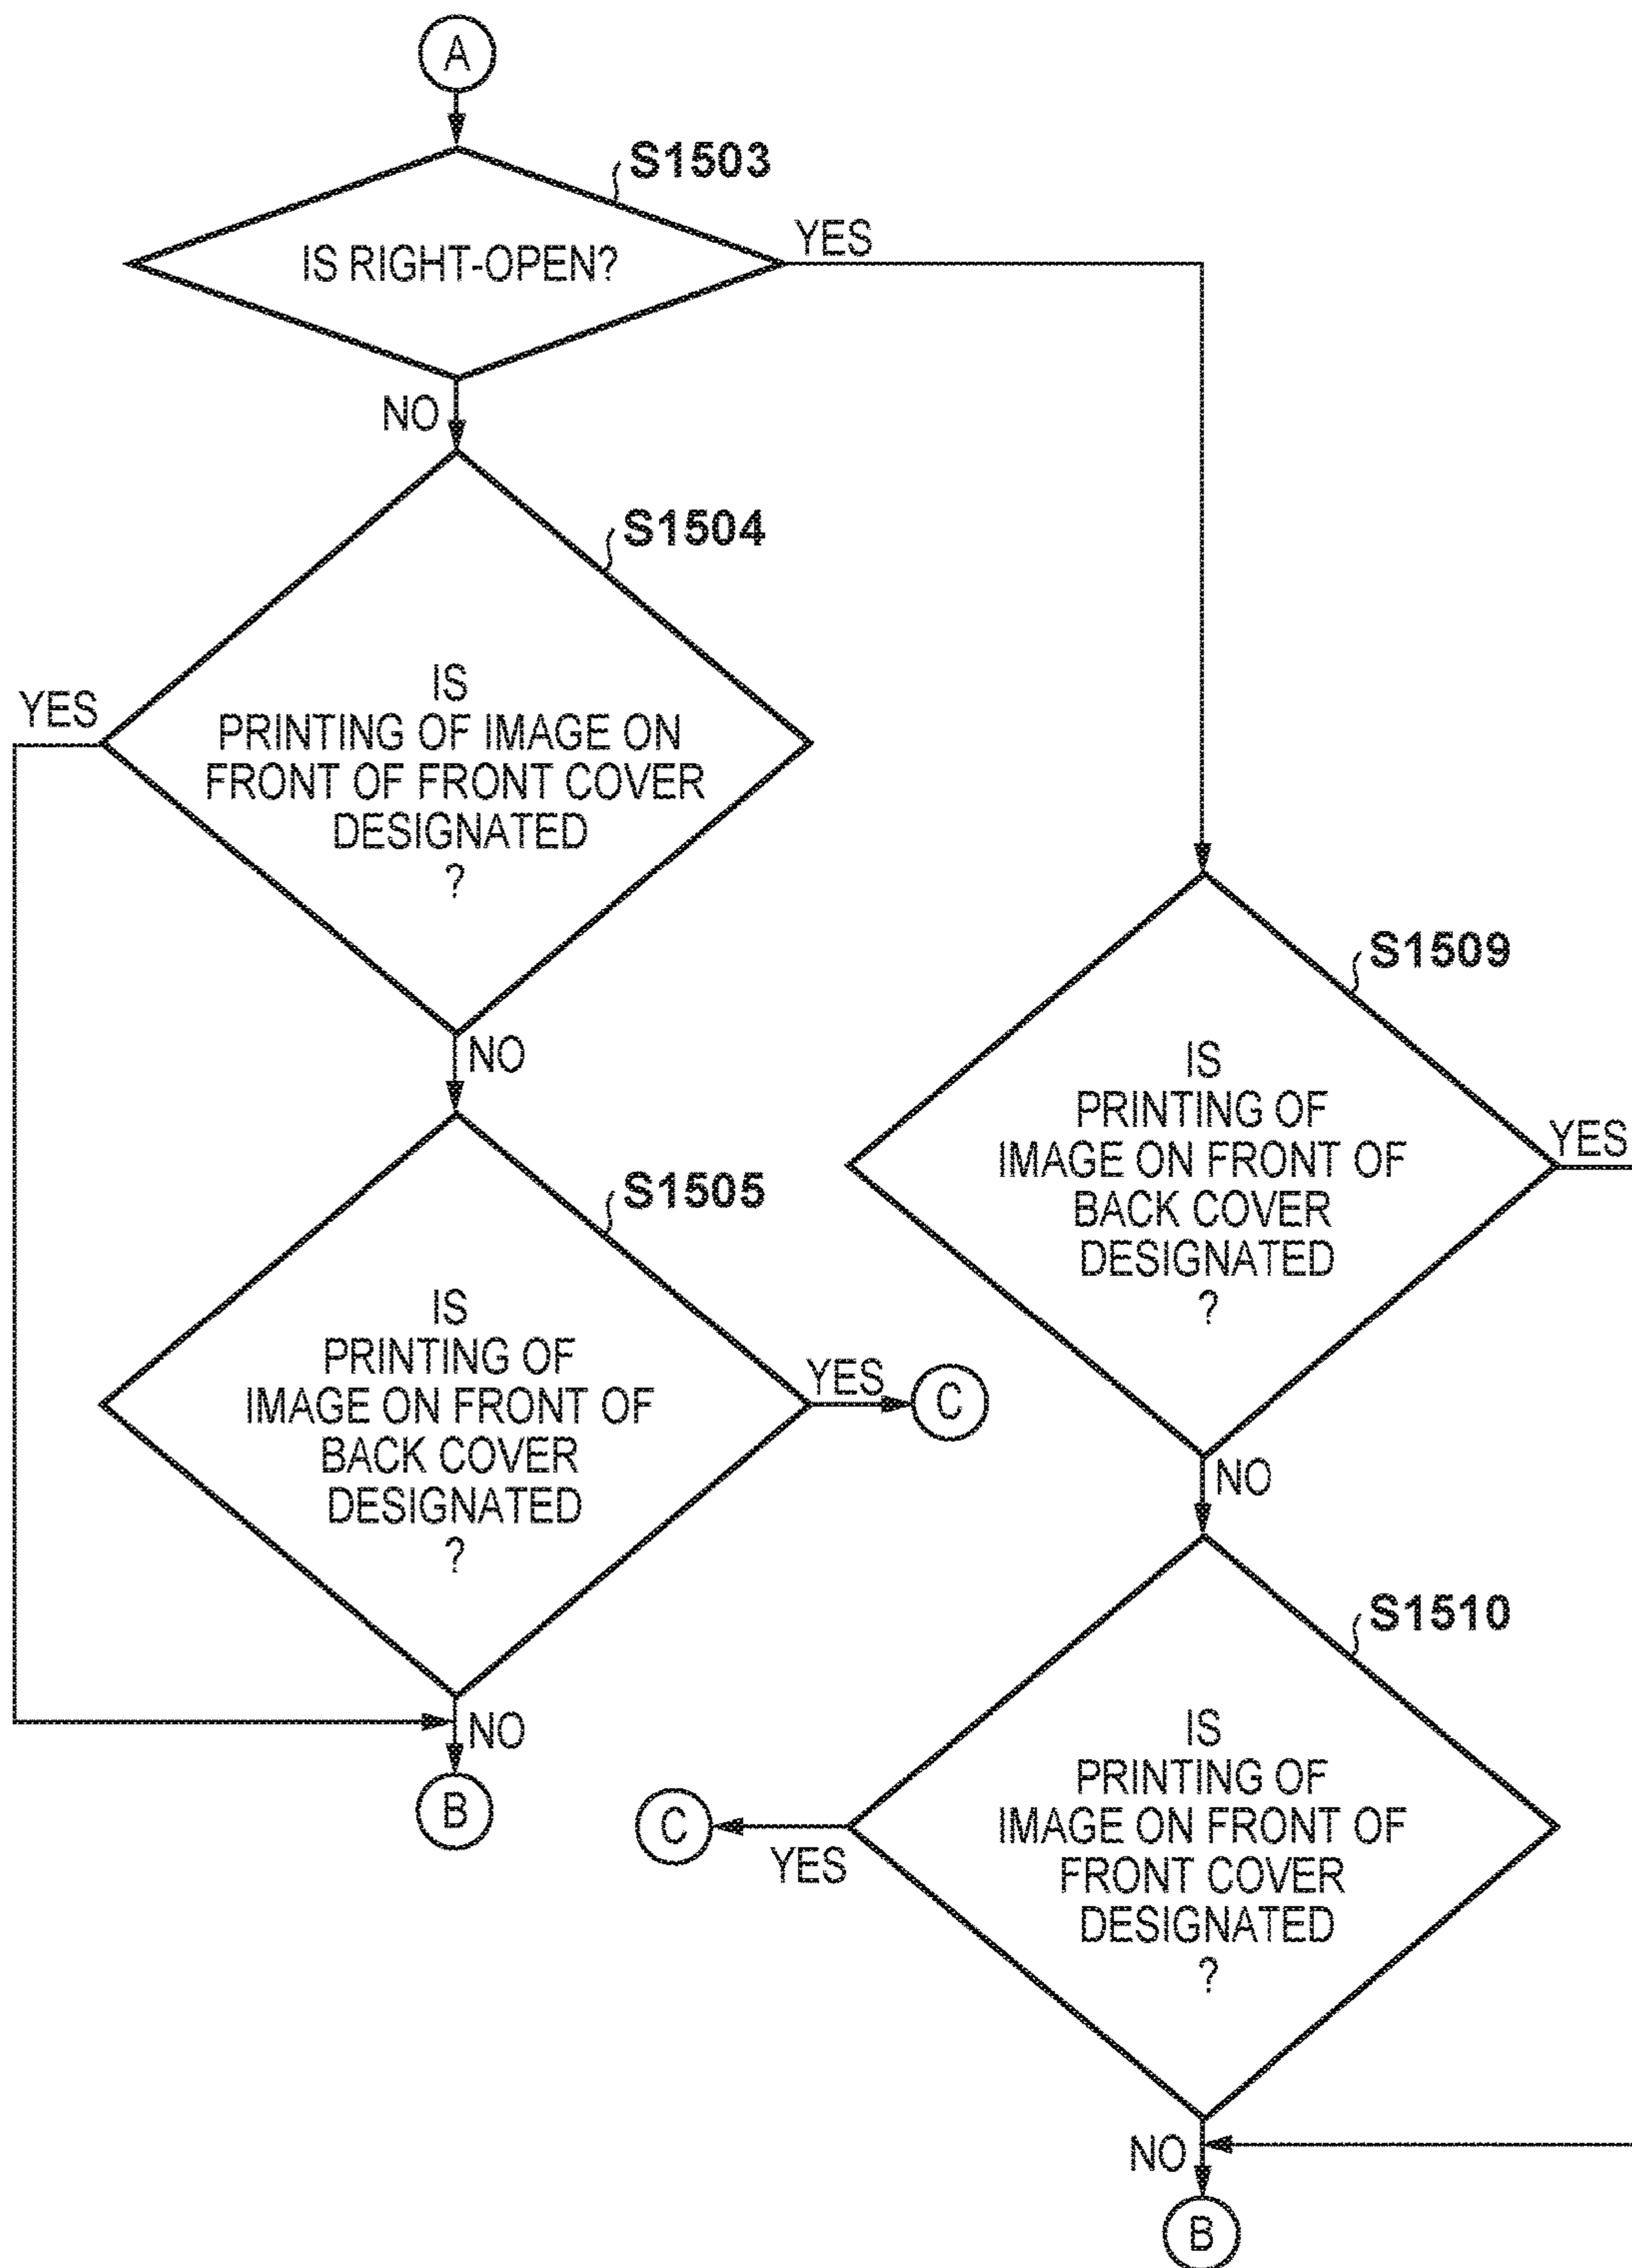 A
S1503
IS RIGHT-OPEN?
YES
NO
S1504
IS
PRINTING OF IMAGE ON
FRONT OF FRONT COVER
DESIGNATED
?
YES
NO
S1505
IS
PRINTING OF
IMAGE ON FRONT OF
BACK COVER
DESIGNATED
?
YES
C
NO
B
S1509
IS
PRINTING OF
IMAGE ON FRONT OF
BACK COVER
DESIGNATED
?
YES
NO
S1510
IS
PRINTING OF
IMAGE ON FRONT OF
FRONT COVER
DESIGNATED
?
C
YES
NO
B